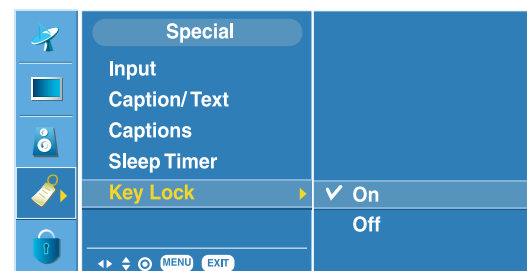 Special
Input
Caption/ Text
Captions
Sleep Timer
Key Lock
On
Off
MENU EXIT